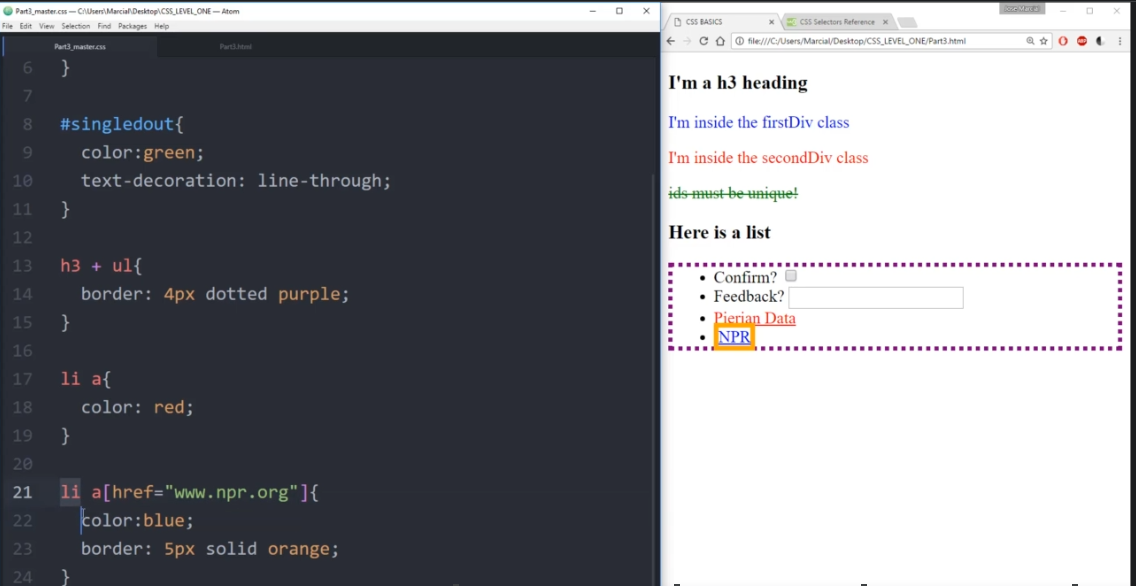 Part3_master.css — C:\Users\Marcial\Desktop\CSS_LEVEL_ONE — Atom
File Edit View Selection Find Packages Help
Part3_master.css Part3.html
6 }
7
8 #singledout{
9 color:green;
10 text-decoration: line-through;
11 }
12
13 h3 + ul{
14 border: 4px dotted purple;
15 }
16
17 li a{
18 color: red;
19 }
20
21 li a[href="www.npr.org"]{
22 color:blue;
23 border: 5px solid orange;
24 }
CSS BASICS
CSS Selectors Reference
file:///C:/Users/Marcial/Desktop/CSS_LEVEL_ONE/Part3.html
I'm a h3 heading
I'm inside the firstDiv class
I'm inside the secondDiv class
ids must be unique!
Here is a list
• Confirm?
• Feedback?
• Pierian Data
• NPR